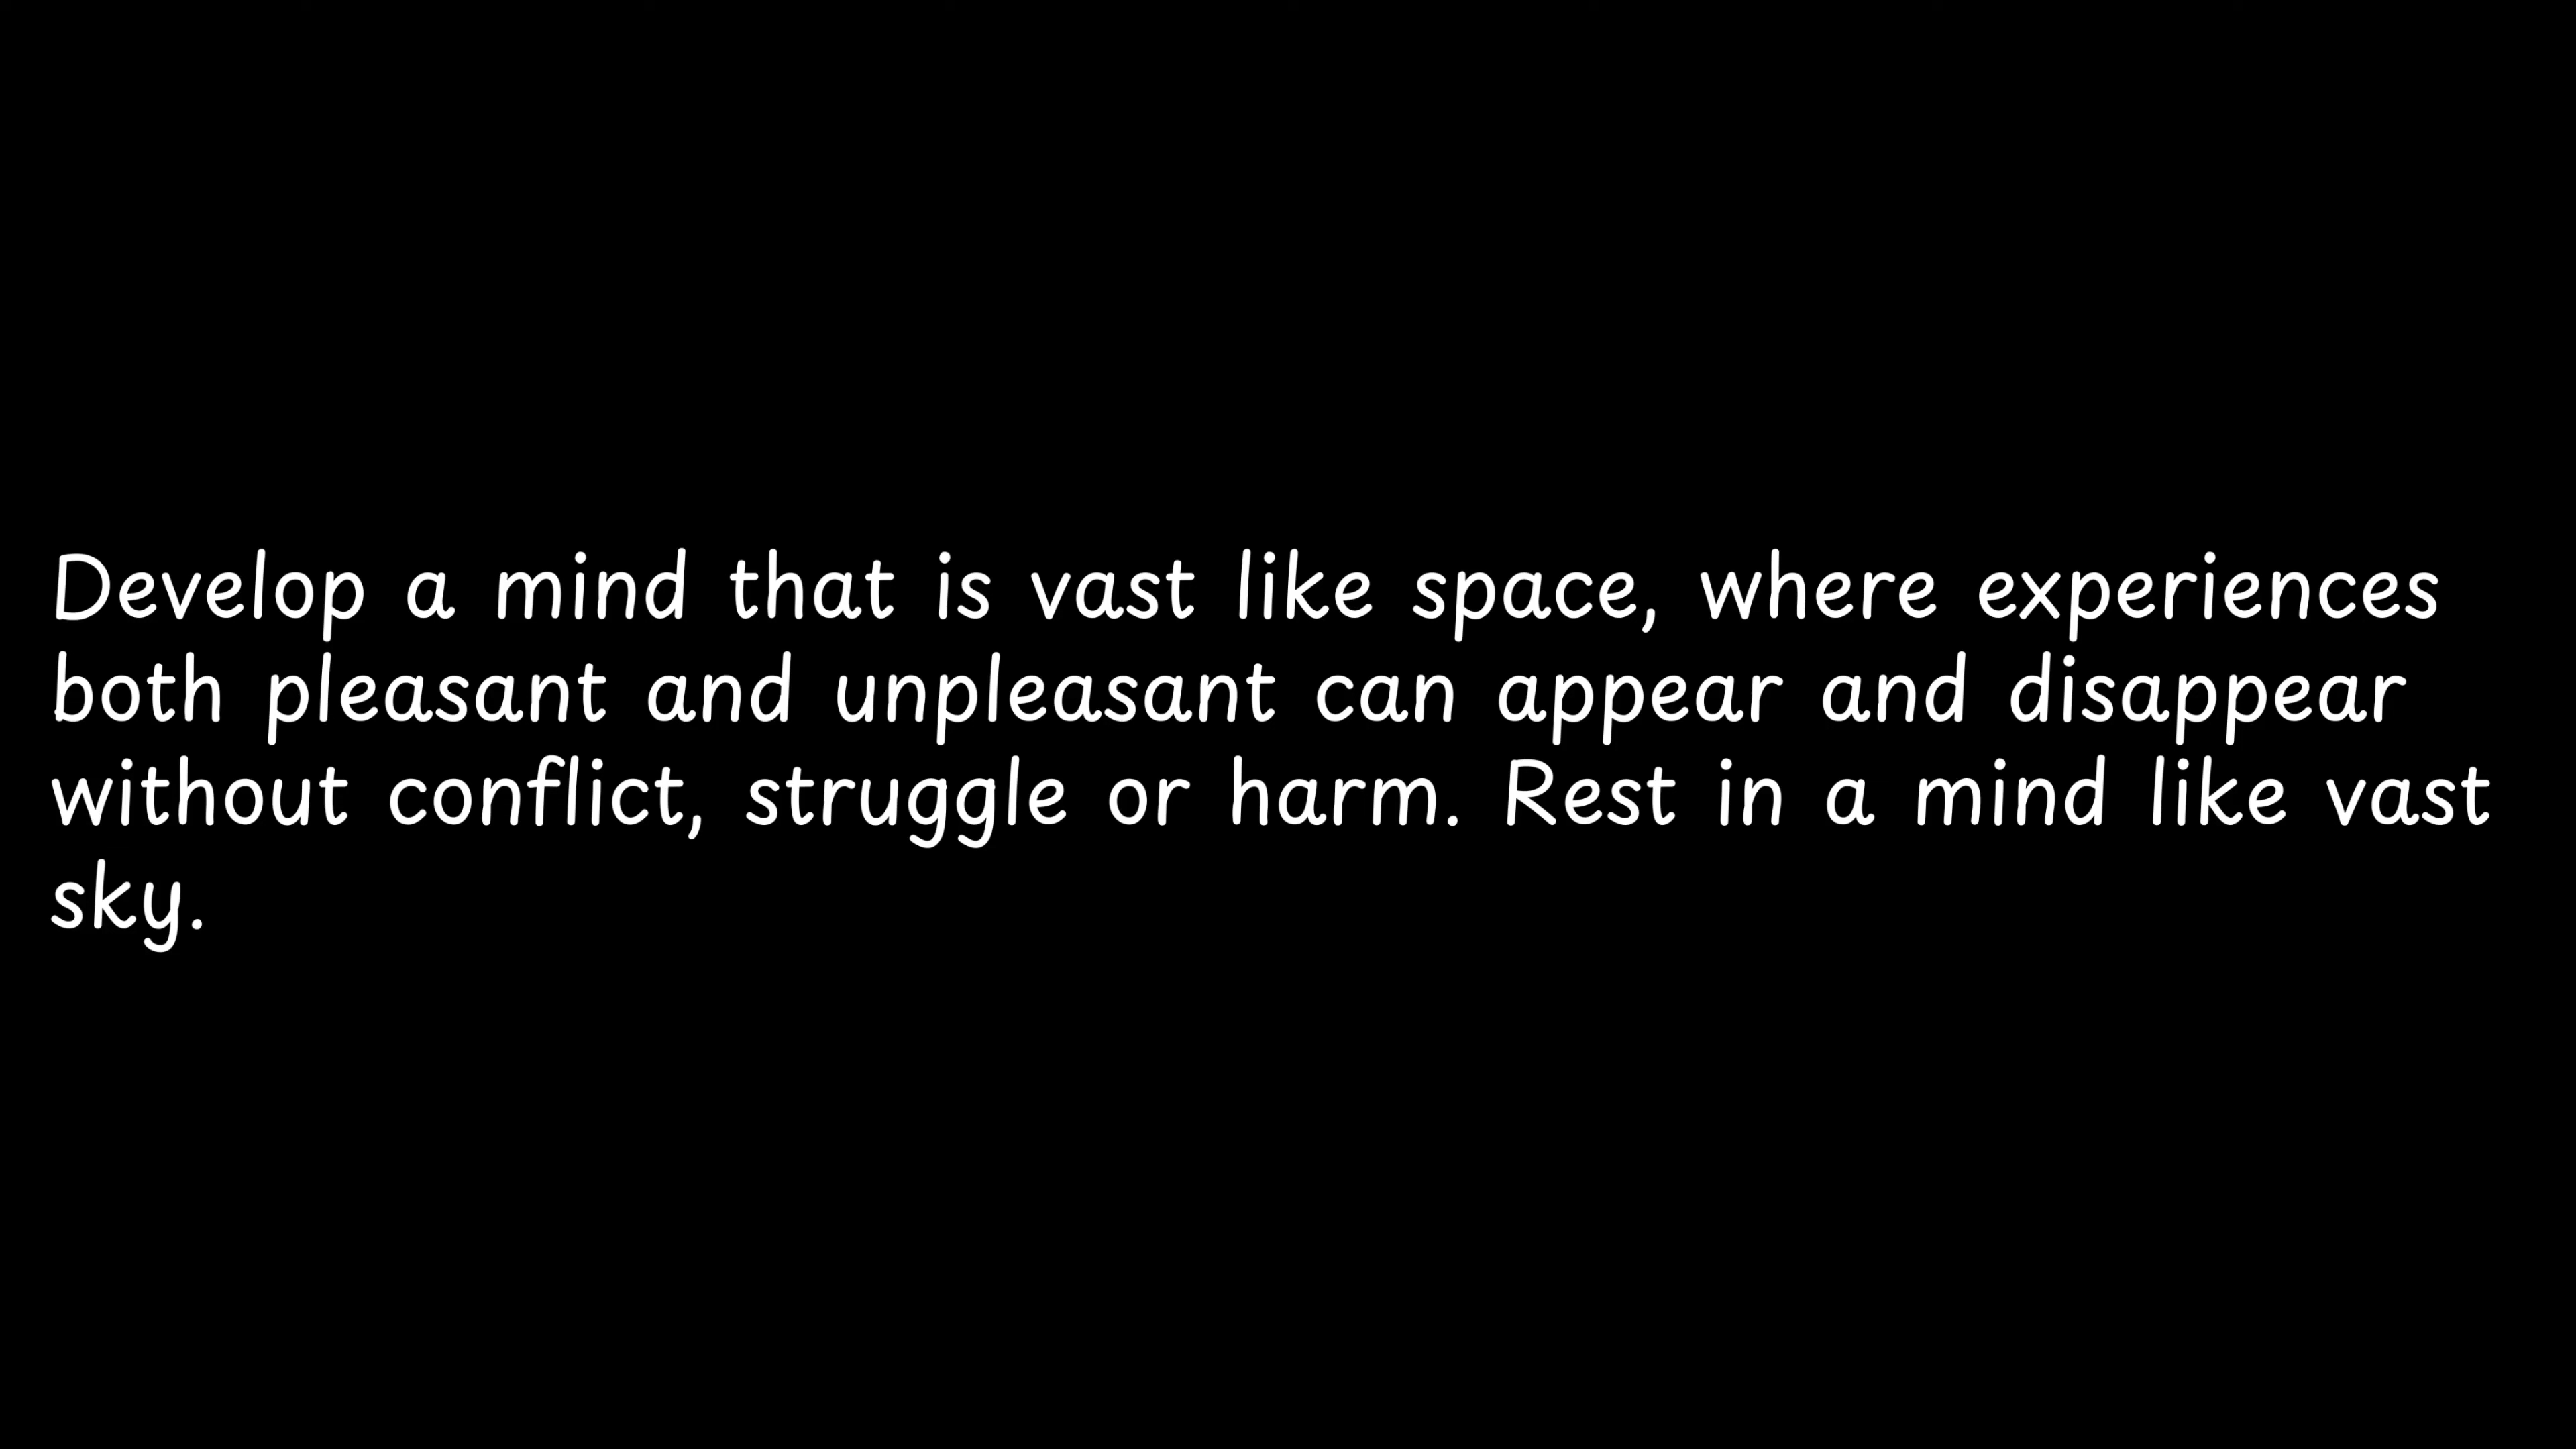 Develop a mind that is vast like space, where experiences
both pleasant and unpleasant can appear and disappear
without conflict, struggle or harm. Rest in a mind like vast
sky.